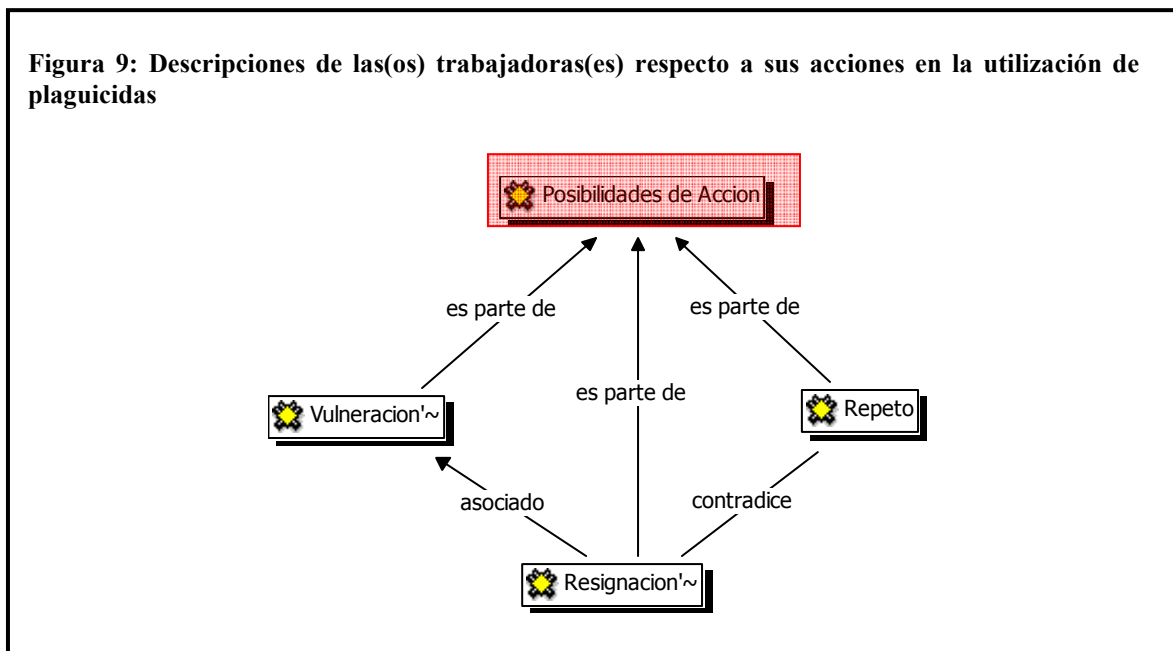 Figura 9: Descripciones de las(os) trabajadoras(es) respecto a sus acciones en la utilización de
plaguicidas
Posibilidades de Accion
es parte de
es parte de
es parte de
Vulneracion'~
Repeto
asociado
contradice
Resignacion'~